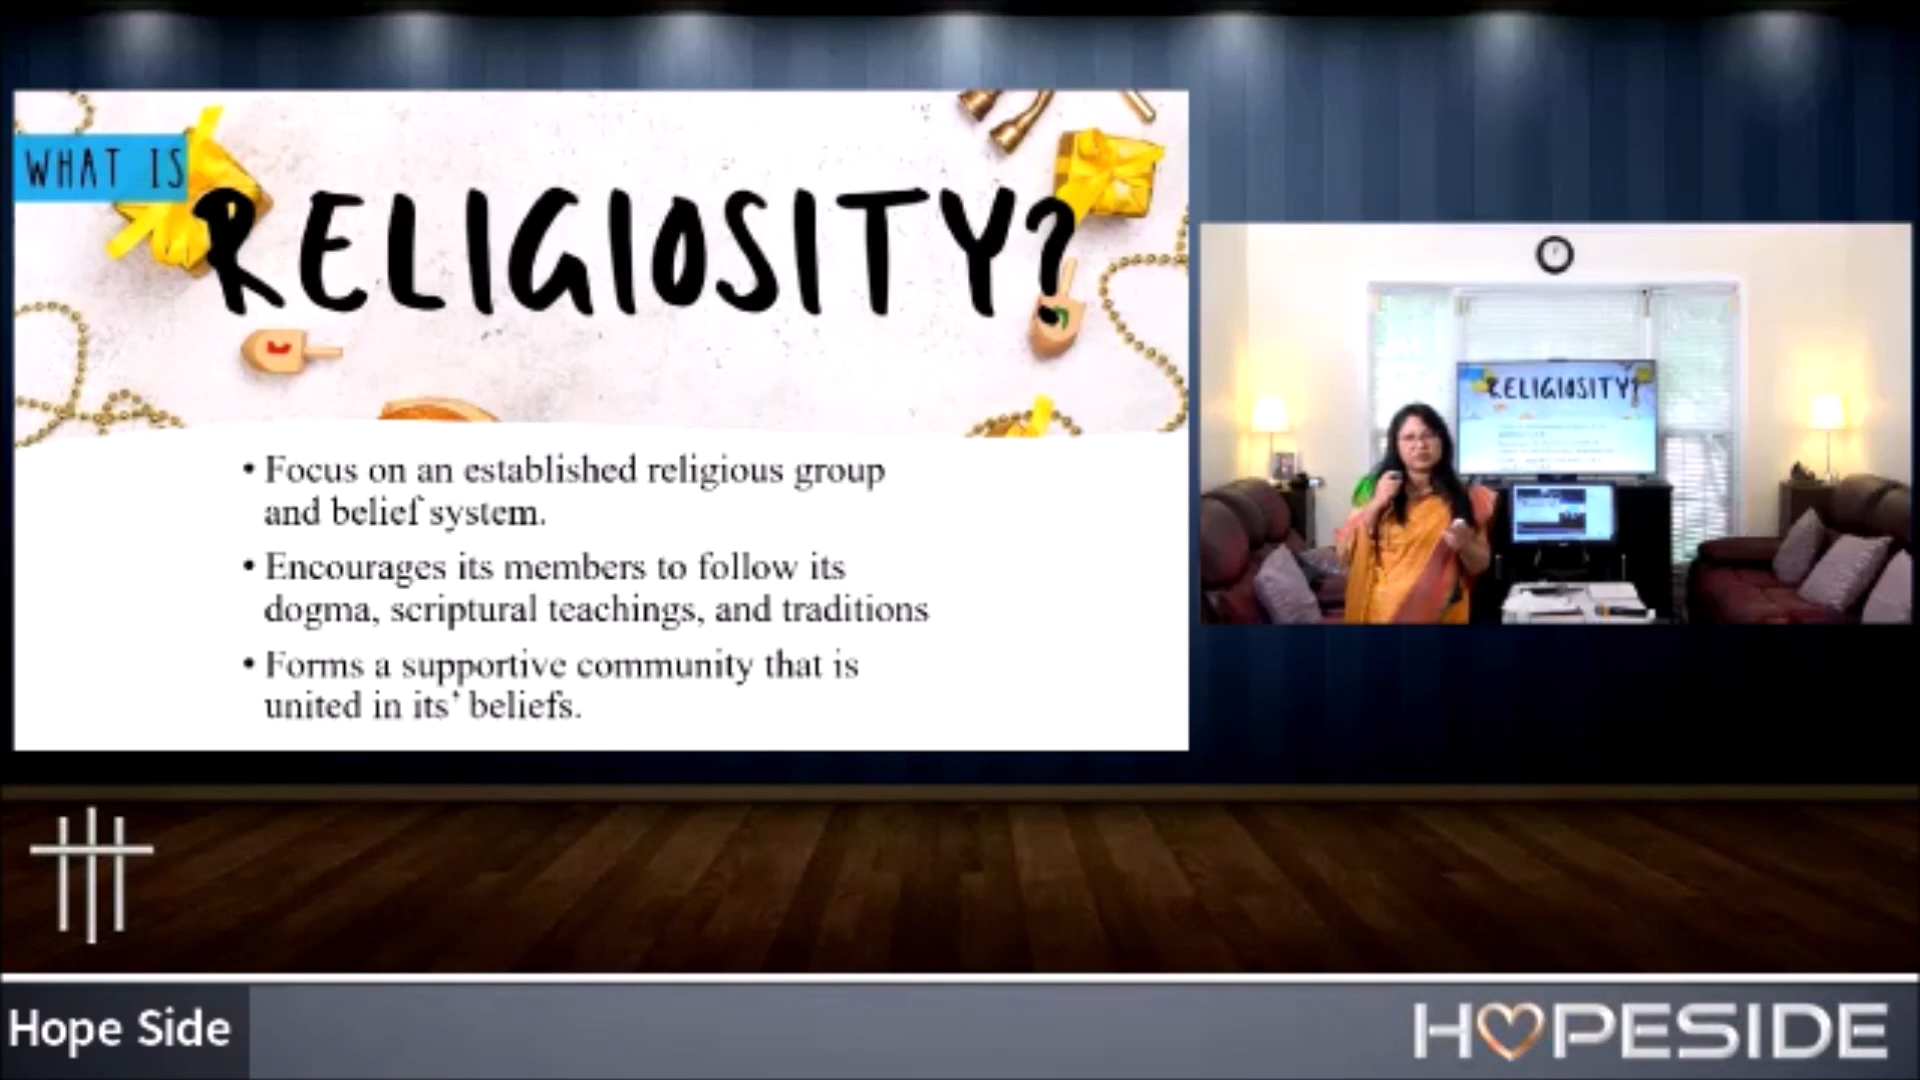 WHAT IS
RELIGIOSITY?
• Focus on an established religious group
and belief system.
• Encourages its members to follow its
dogma, scriptural teachings, and traditions
• Forms a supportive community that is
united in its’ beliefs.
RELIGIOSITY?
Hope Side
HOPESIDE